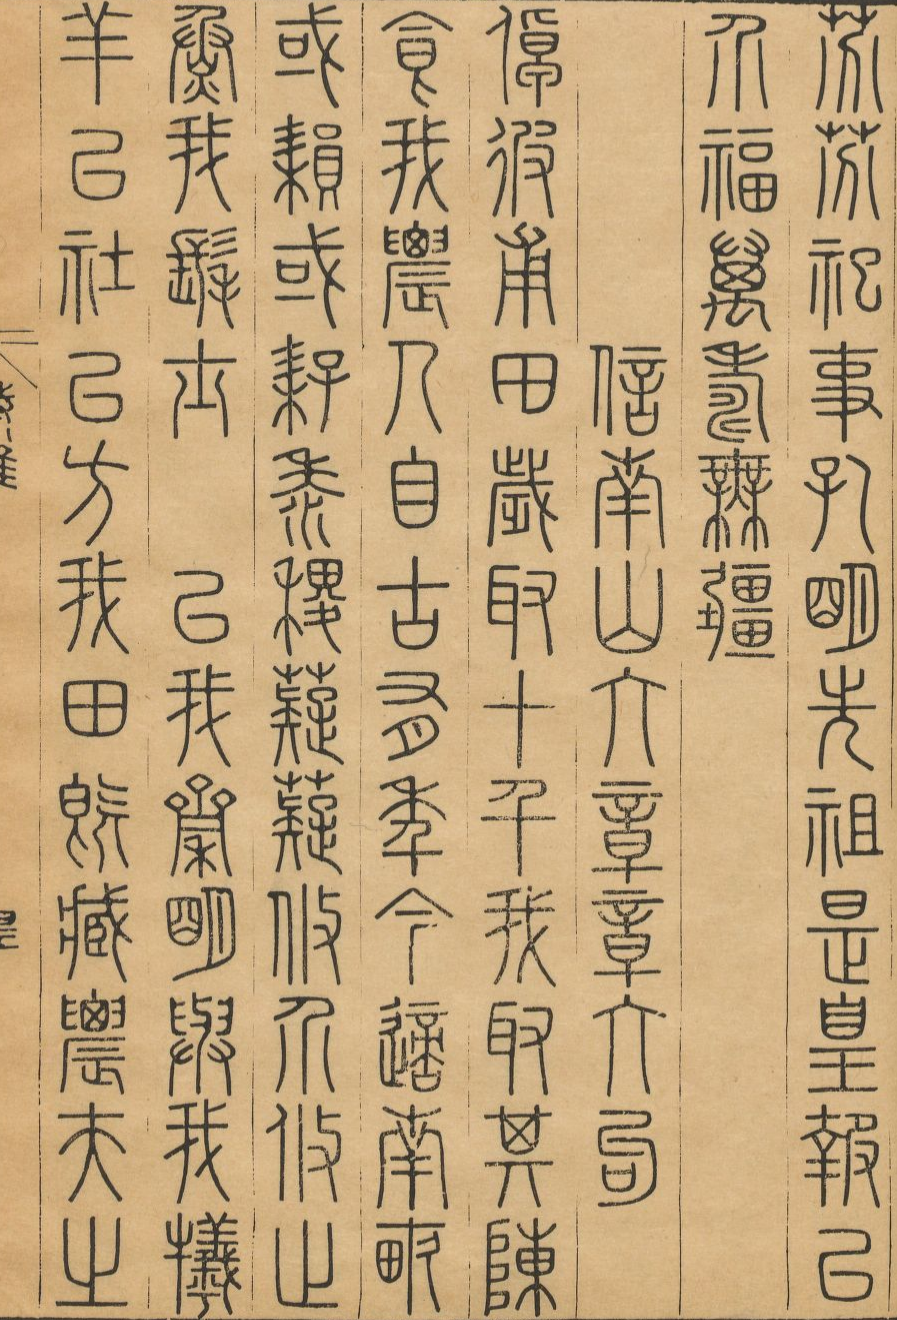 芬芬祀事孔明先祖是皇報以
介福萬壽無疆
信南山六章章六句
倬彼甫田歲取十千我取其陳
食我農人自古有年今適南畝
或耘或耔黍稷薿薿攸介攸止
烝我髦士 以我齊明與我犧
羊以社以方我田既臧農夫之